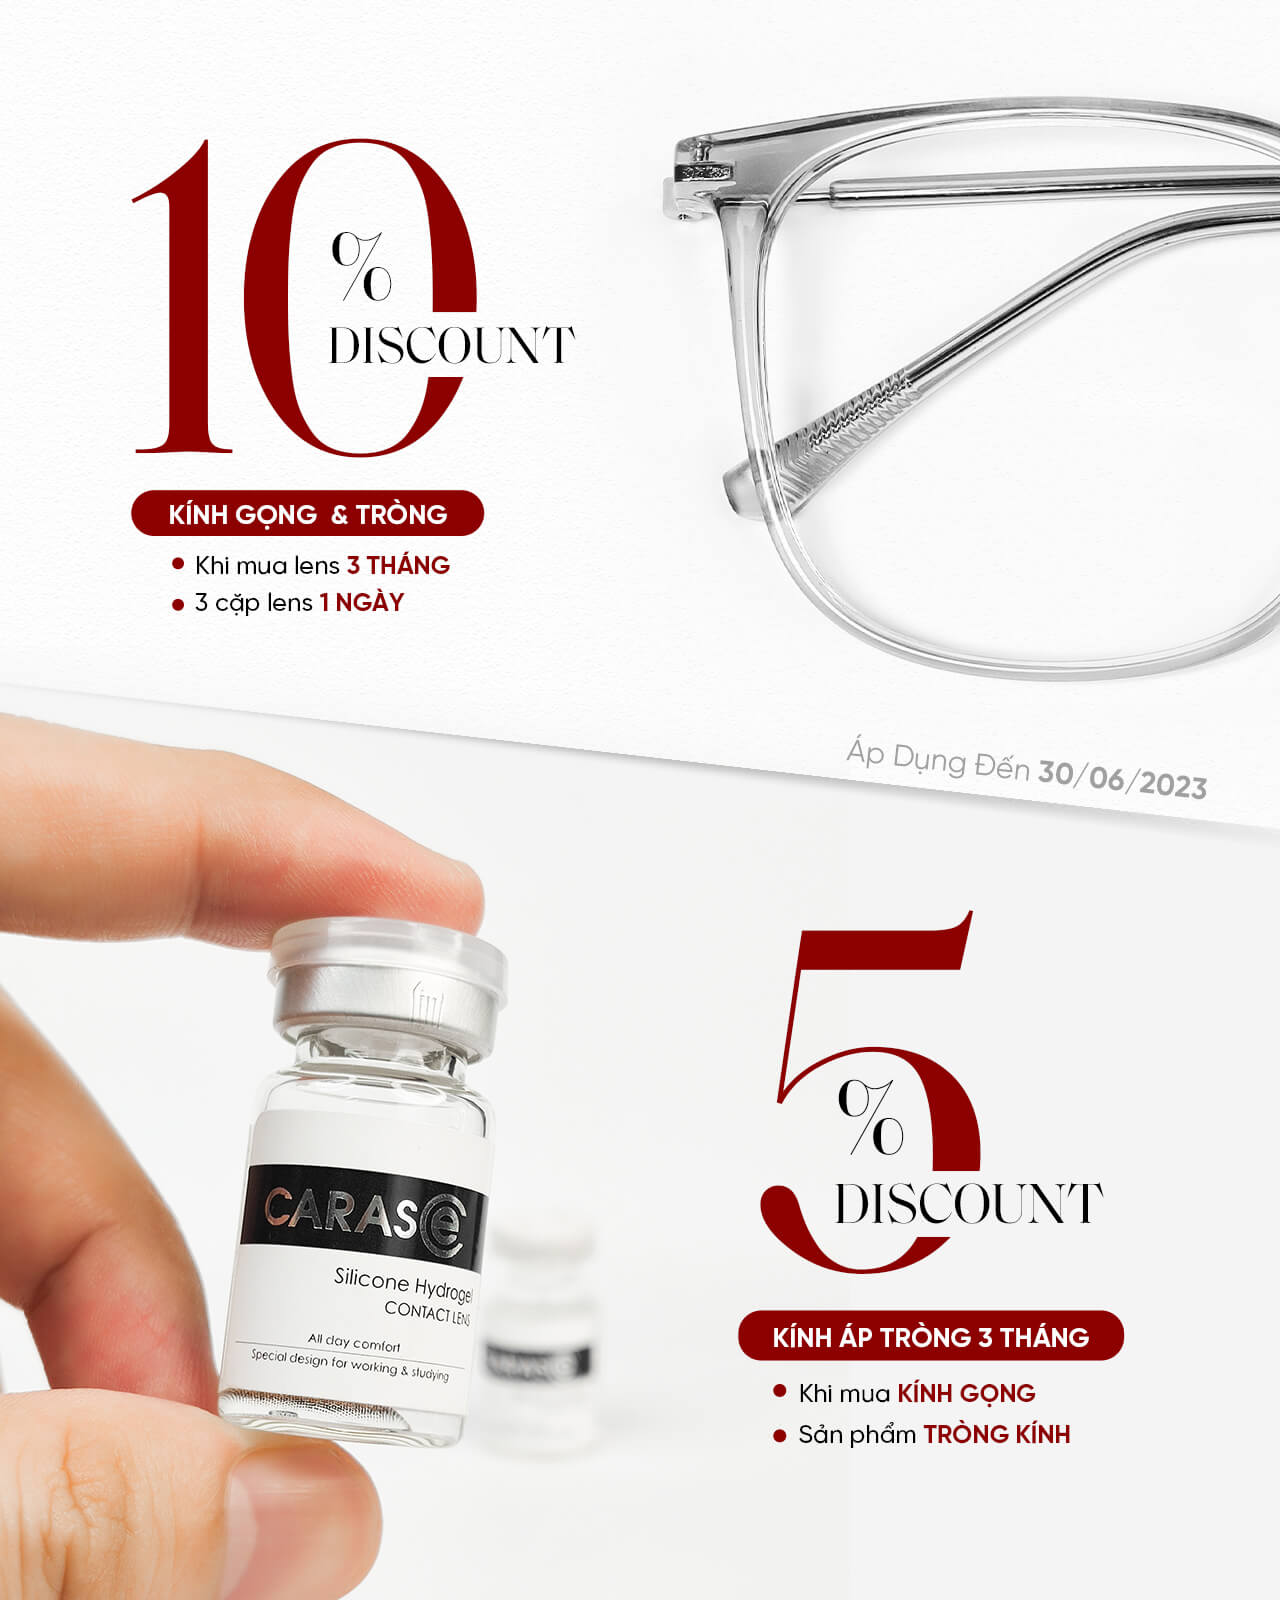 10
%
DISCOUNT
KÍNH GỌNG & TRÒNG
Khi mua lens 3 THÁNG
3 cặp lens 1 NGÀY
Áp Dụng Đến 30/06/2023
5
%
DISCOUNT
KÍNH ÁP TRÒNG 3 THÁNG
Khi mua KÍNH GỌNG
Sản phẩm TRÒNG KÍNH
CARAS e
Silicone Hydrogel
CONTACT LENS
All day comfort
Special design for working & studying